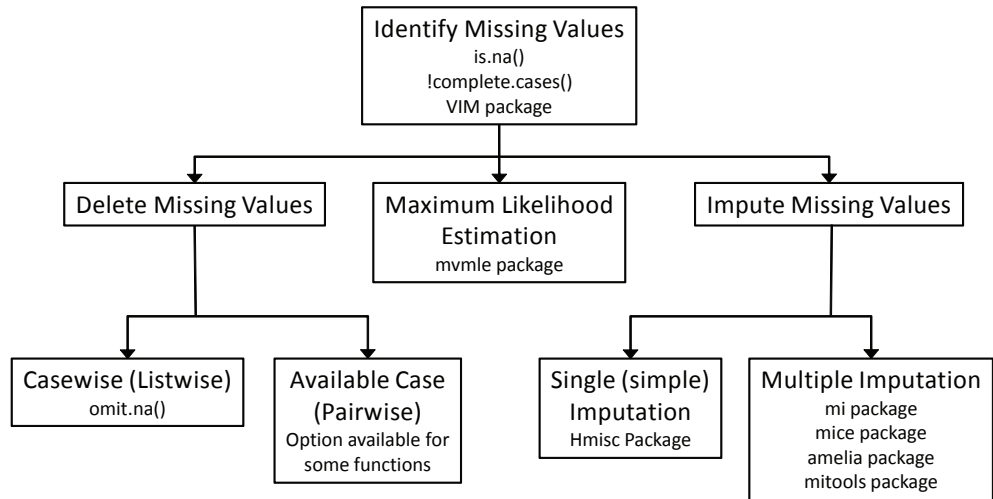 Identify Missing Values
is.na()
!complete.cases()
VIM package
Delete Missing Values
Maximum Likelihood
Estimation
mvmle package
Impute Missing Values
Casewise (Listwise)
omit.na()
Available Case
(Pairwise)
Option available for
some functions
Single (simple)
Imputation
Hmisc Package
Multiple Imputation
mi package
mice package
amelia package
mitools package